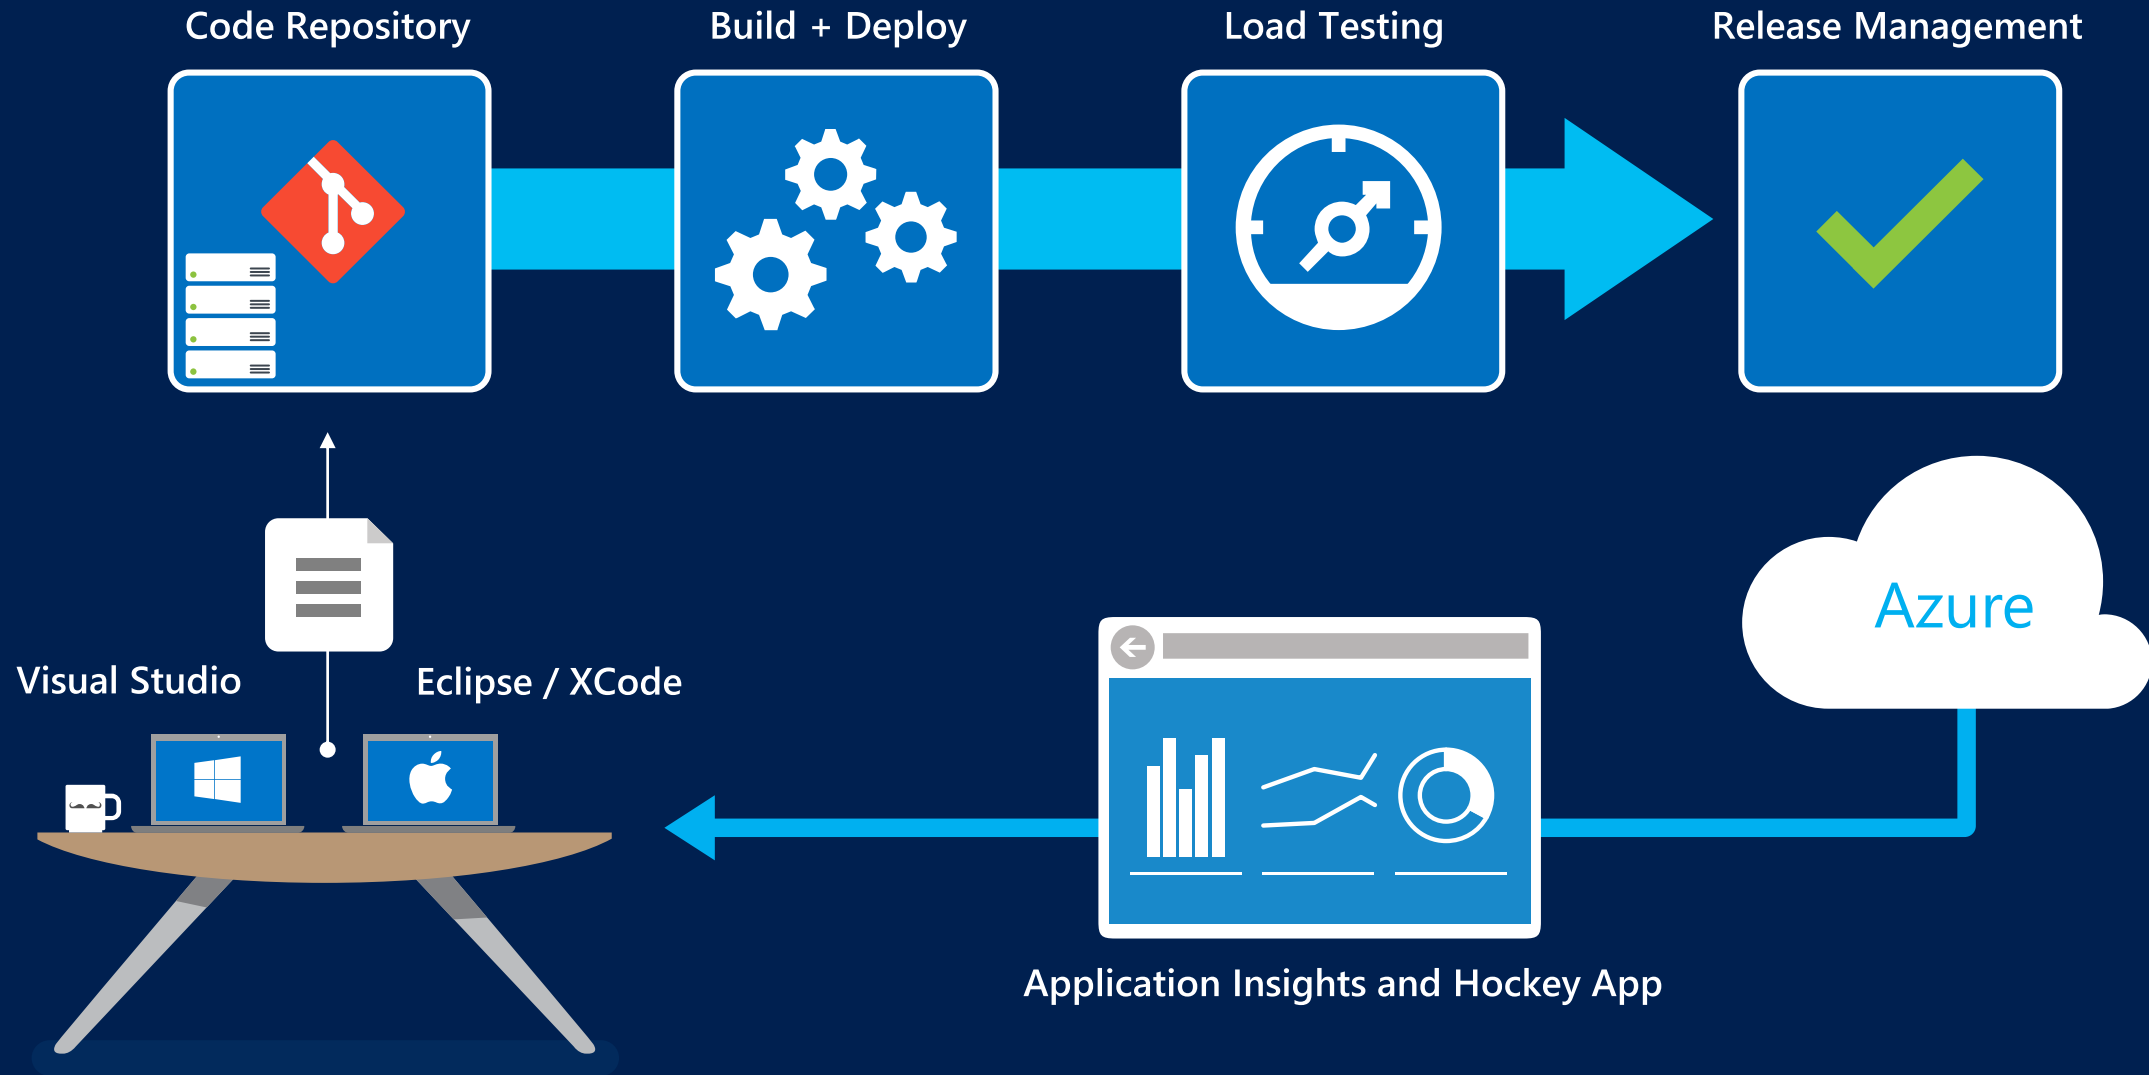 Code Repository
Build + Deploy
Load Testing
Release Management
Azure
Visual Studio
Eclipse / XCode
Application Insights and Hockey App